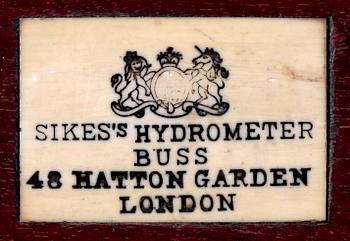 SIKES'S HYDROMETER
BUSS
48 HATTON GARDEN
LONDON